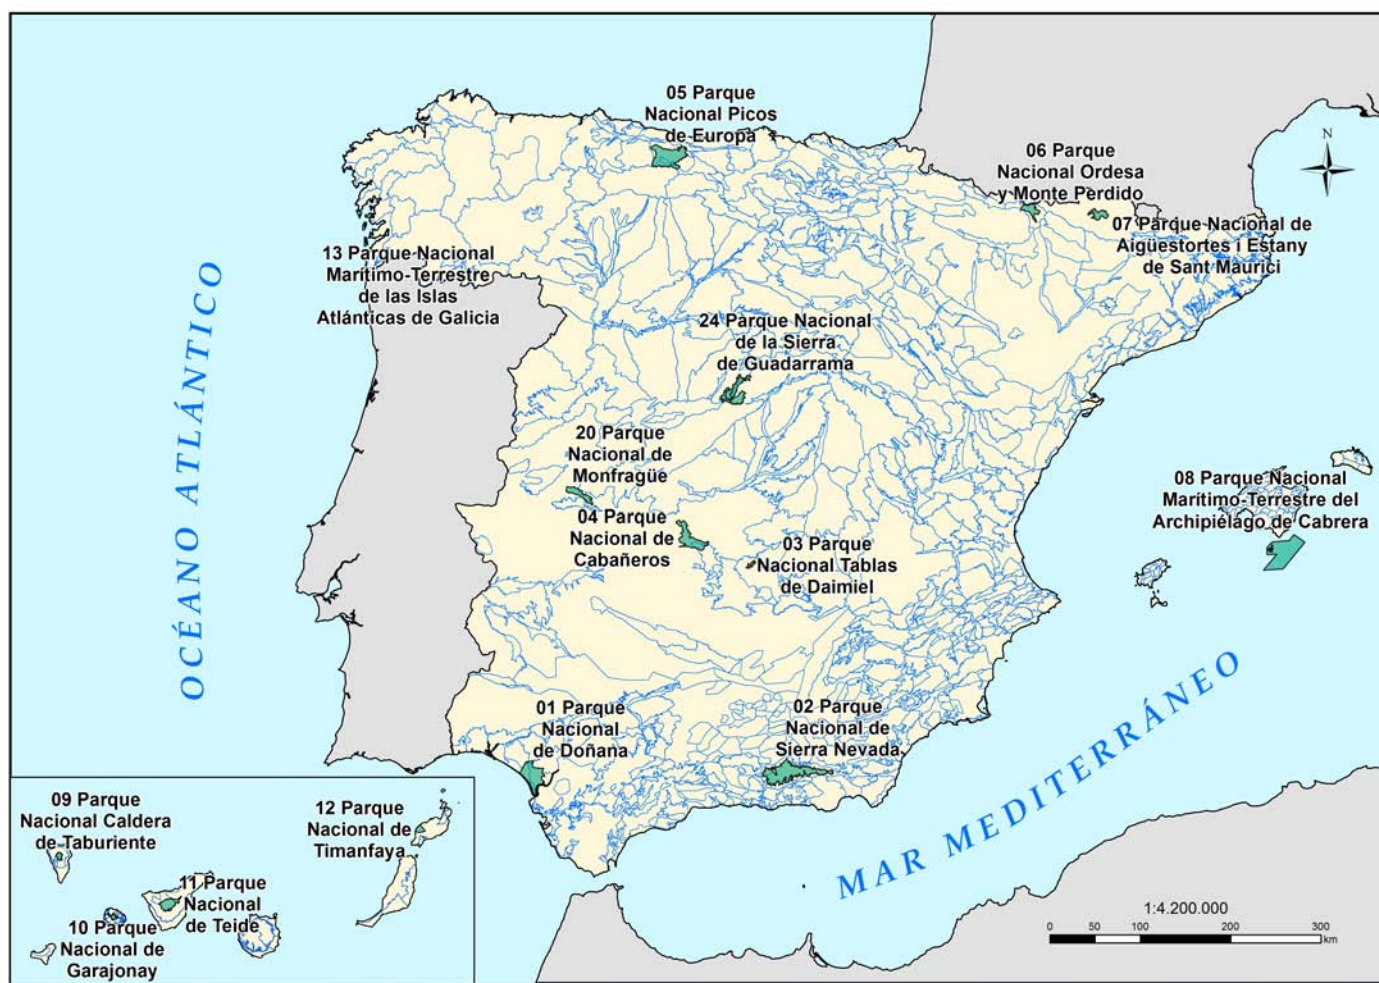 05 Parque
Nacional Picos
de Europa
06 Parque
Nacional Ordesa
y Monte Perdido
N
07 Parque Nacional de
Aigüestortes i Estany
de Sant Maurici
13 Parque Nacional
Marítimo-Terrestre
de las Islas
Atlánticas de Galicia
24 Parque Nacional
de la Sierra
de Guadarrama
OCÉANO ATLÁNTICO
20 Parque
Nacional de
Monfragüe
08 Parque Nacional
Marítimo-Terrestre del
Archipiélago de Cabrera
04 Parque
Nacional de
Cabañeros
03 Parque
Nacional Tablas
de Daimiel
01 Parque
Nacional
de Doñana
02 Parque
Nacional de
Sierra Nevada
MAR MEDITERRÁNEO
09 Parque
Nacional Caldera
de Taburiente
12 Parque
Nacional de
Timanfaya
11 Parque
Nacional
de Teide
10 Parque
Nacional de
Garajonay
1:4.200.000
0 50 100 200 300
km